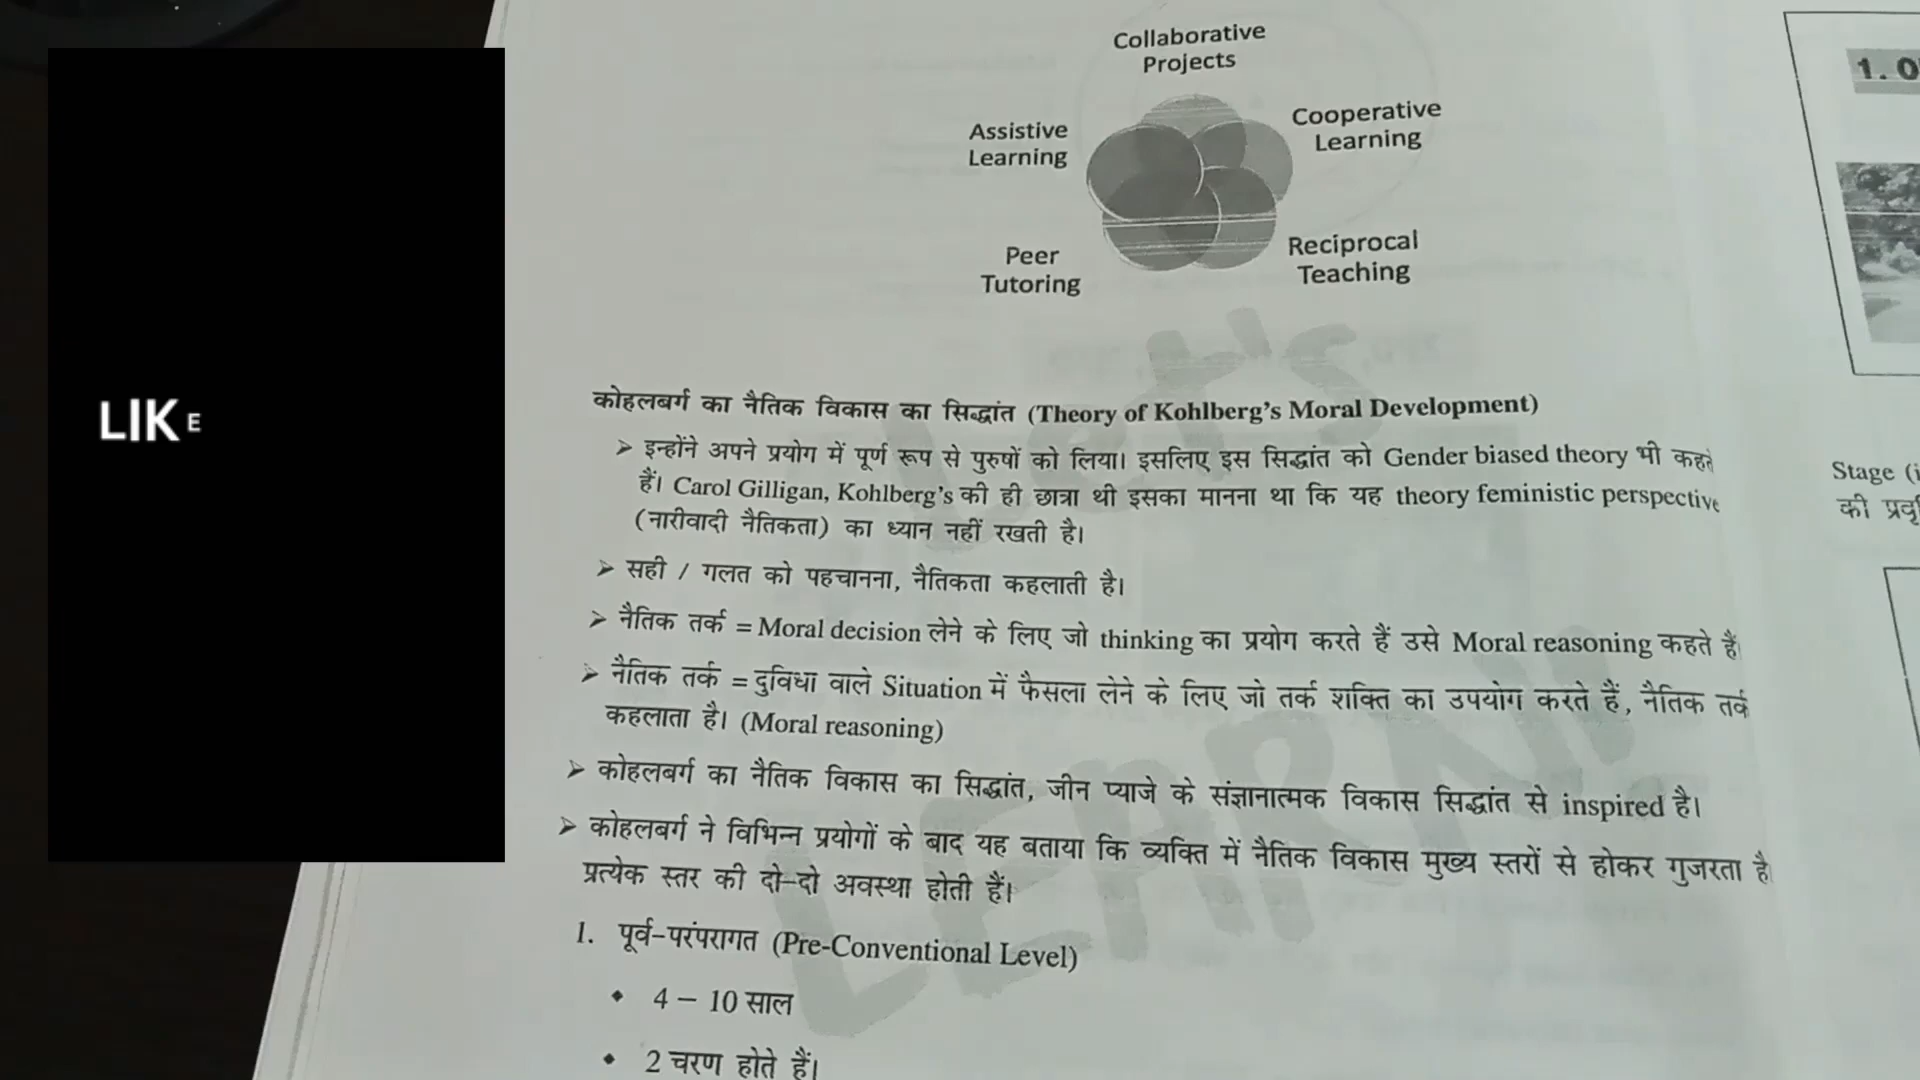 LIKE
Collaborative
Projects
Assistive
Learning
Cooperative
Learning
Peer
Tutoring
Reciprocal
Teaching
Let's
LEARN!
कोहलबर्ग का नैतिक विकास का सिद्धांत (Theory of Kohlberg's Moral Development)
➢ इन्होंने अपने प्रयोग में पूर्ण रूप से पुरुषों को लिया। इसलिए इस सिद्धांत को Gender biased theory भी कहते
हैं। Carol Gilligan, Kohlberg's की ही छात्रा थी इसका मानना था कि यह theory feministic perspective
(नारीवादी नैतिकता) का ध्यान नहीं रखती है।
➢ सही / गलत को पहचानना, नैतिकता कहलाती है।
➢ नैतिक तर्क = Moral decision लेने के लिए जो thinking का प्रयोग करते हैं उसे Moral reasoning कहते हैं।
➢ नैतिक तर्क = दुविधा वाले Situation में फैसला लेने के लिए जो तर्क शक्ति का उपयोग करते हैं, नैतिक तर्क
कहलाता है। (Moral reasoning)
➢ कोहलबर्ग का नैतिक विकास का सिद्धांत, जीन प्याजे के संज्ञानात्मक विकास सिद्धांत से inspired है।
➢ कोहलबर्ग ने विभिन्न प्रयोगों के बाद यह बताया कि व्यक्ति में नैतिक विकास मुख्य स्तरों से होकर गुजरता है।
प्रत्येक स्तर की दो-दो अवस्था होती हैं।
1. पूर्व-परंपरागत (Pre-Conventional Level)
• 4 – 10 साल
• 2 चरण होते हैं।
1. O
Stage (i
की